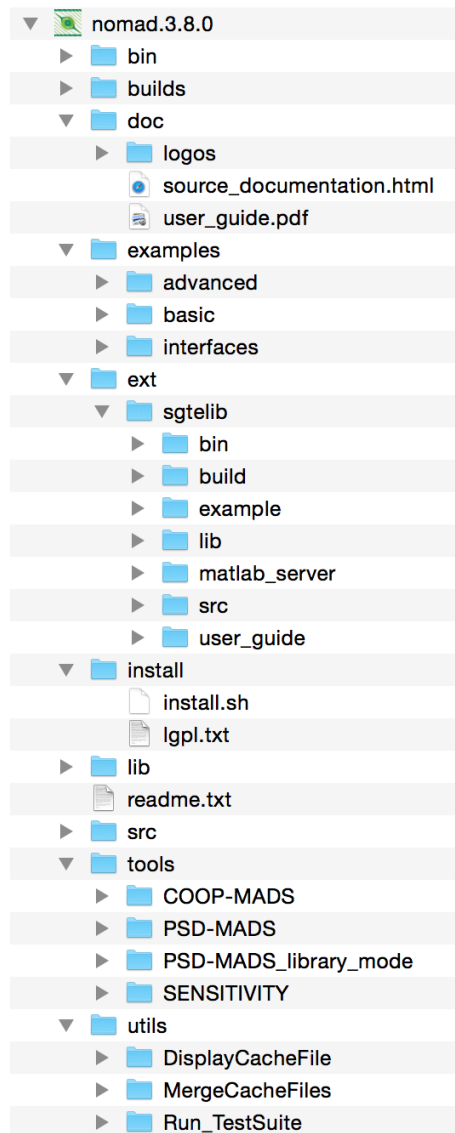 nomad.3.8.0
bin
builds
doc
logos
source_documentation.html
user_guide.pdf
examples
advanced
basic
interfaces
ext
sgtelib
bin
build
example
lib
matlab_server
src
user_guide
install
install.sh
lgpl.txt
lib
readme.txt
src
tools
COOP-MADS
PSD-MADS
PSD-MADS_library_mode
SENSITIVITY
utils
DisplayCacheFile
MergeCacheFiles
Run_TestSuite